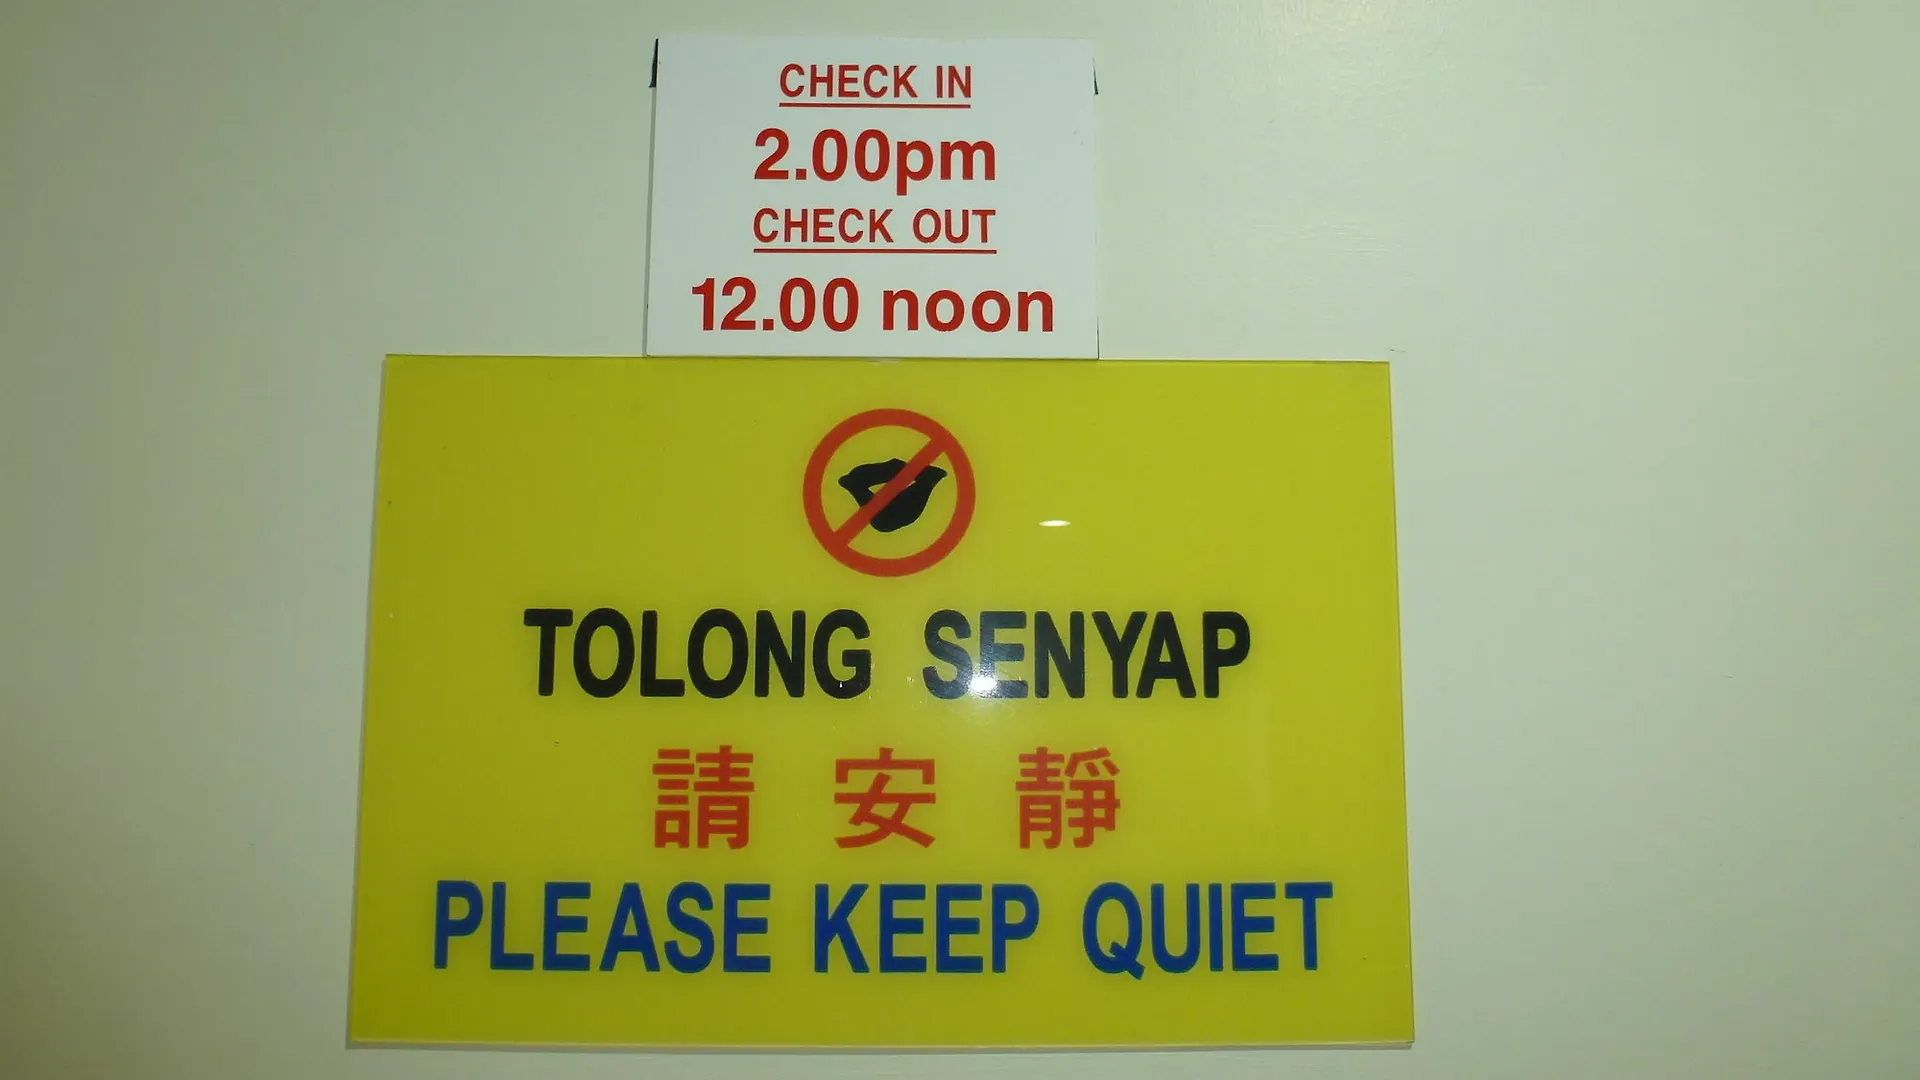 CHECK IN
2.00pm
CHECK OUT
12.00 noon
TOLONG SENYAP
請安靜
PLEASE KEEP QUIET